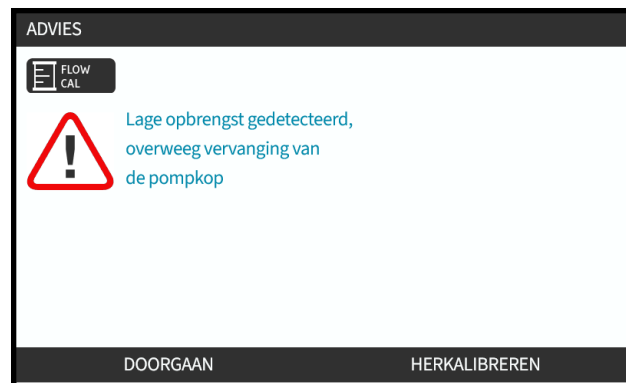 ADVIES
FLOW
CAL
Lage opbrengst gedetecteerd,
overweeg vervanging van
de pompkop
DOORGAAN HERKALIBREREN